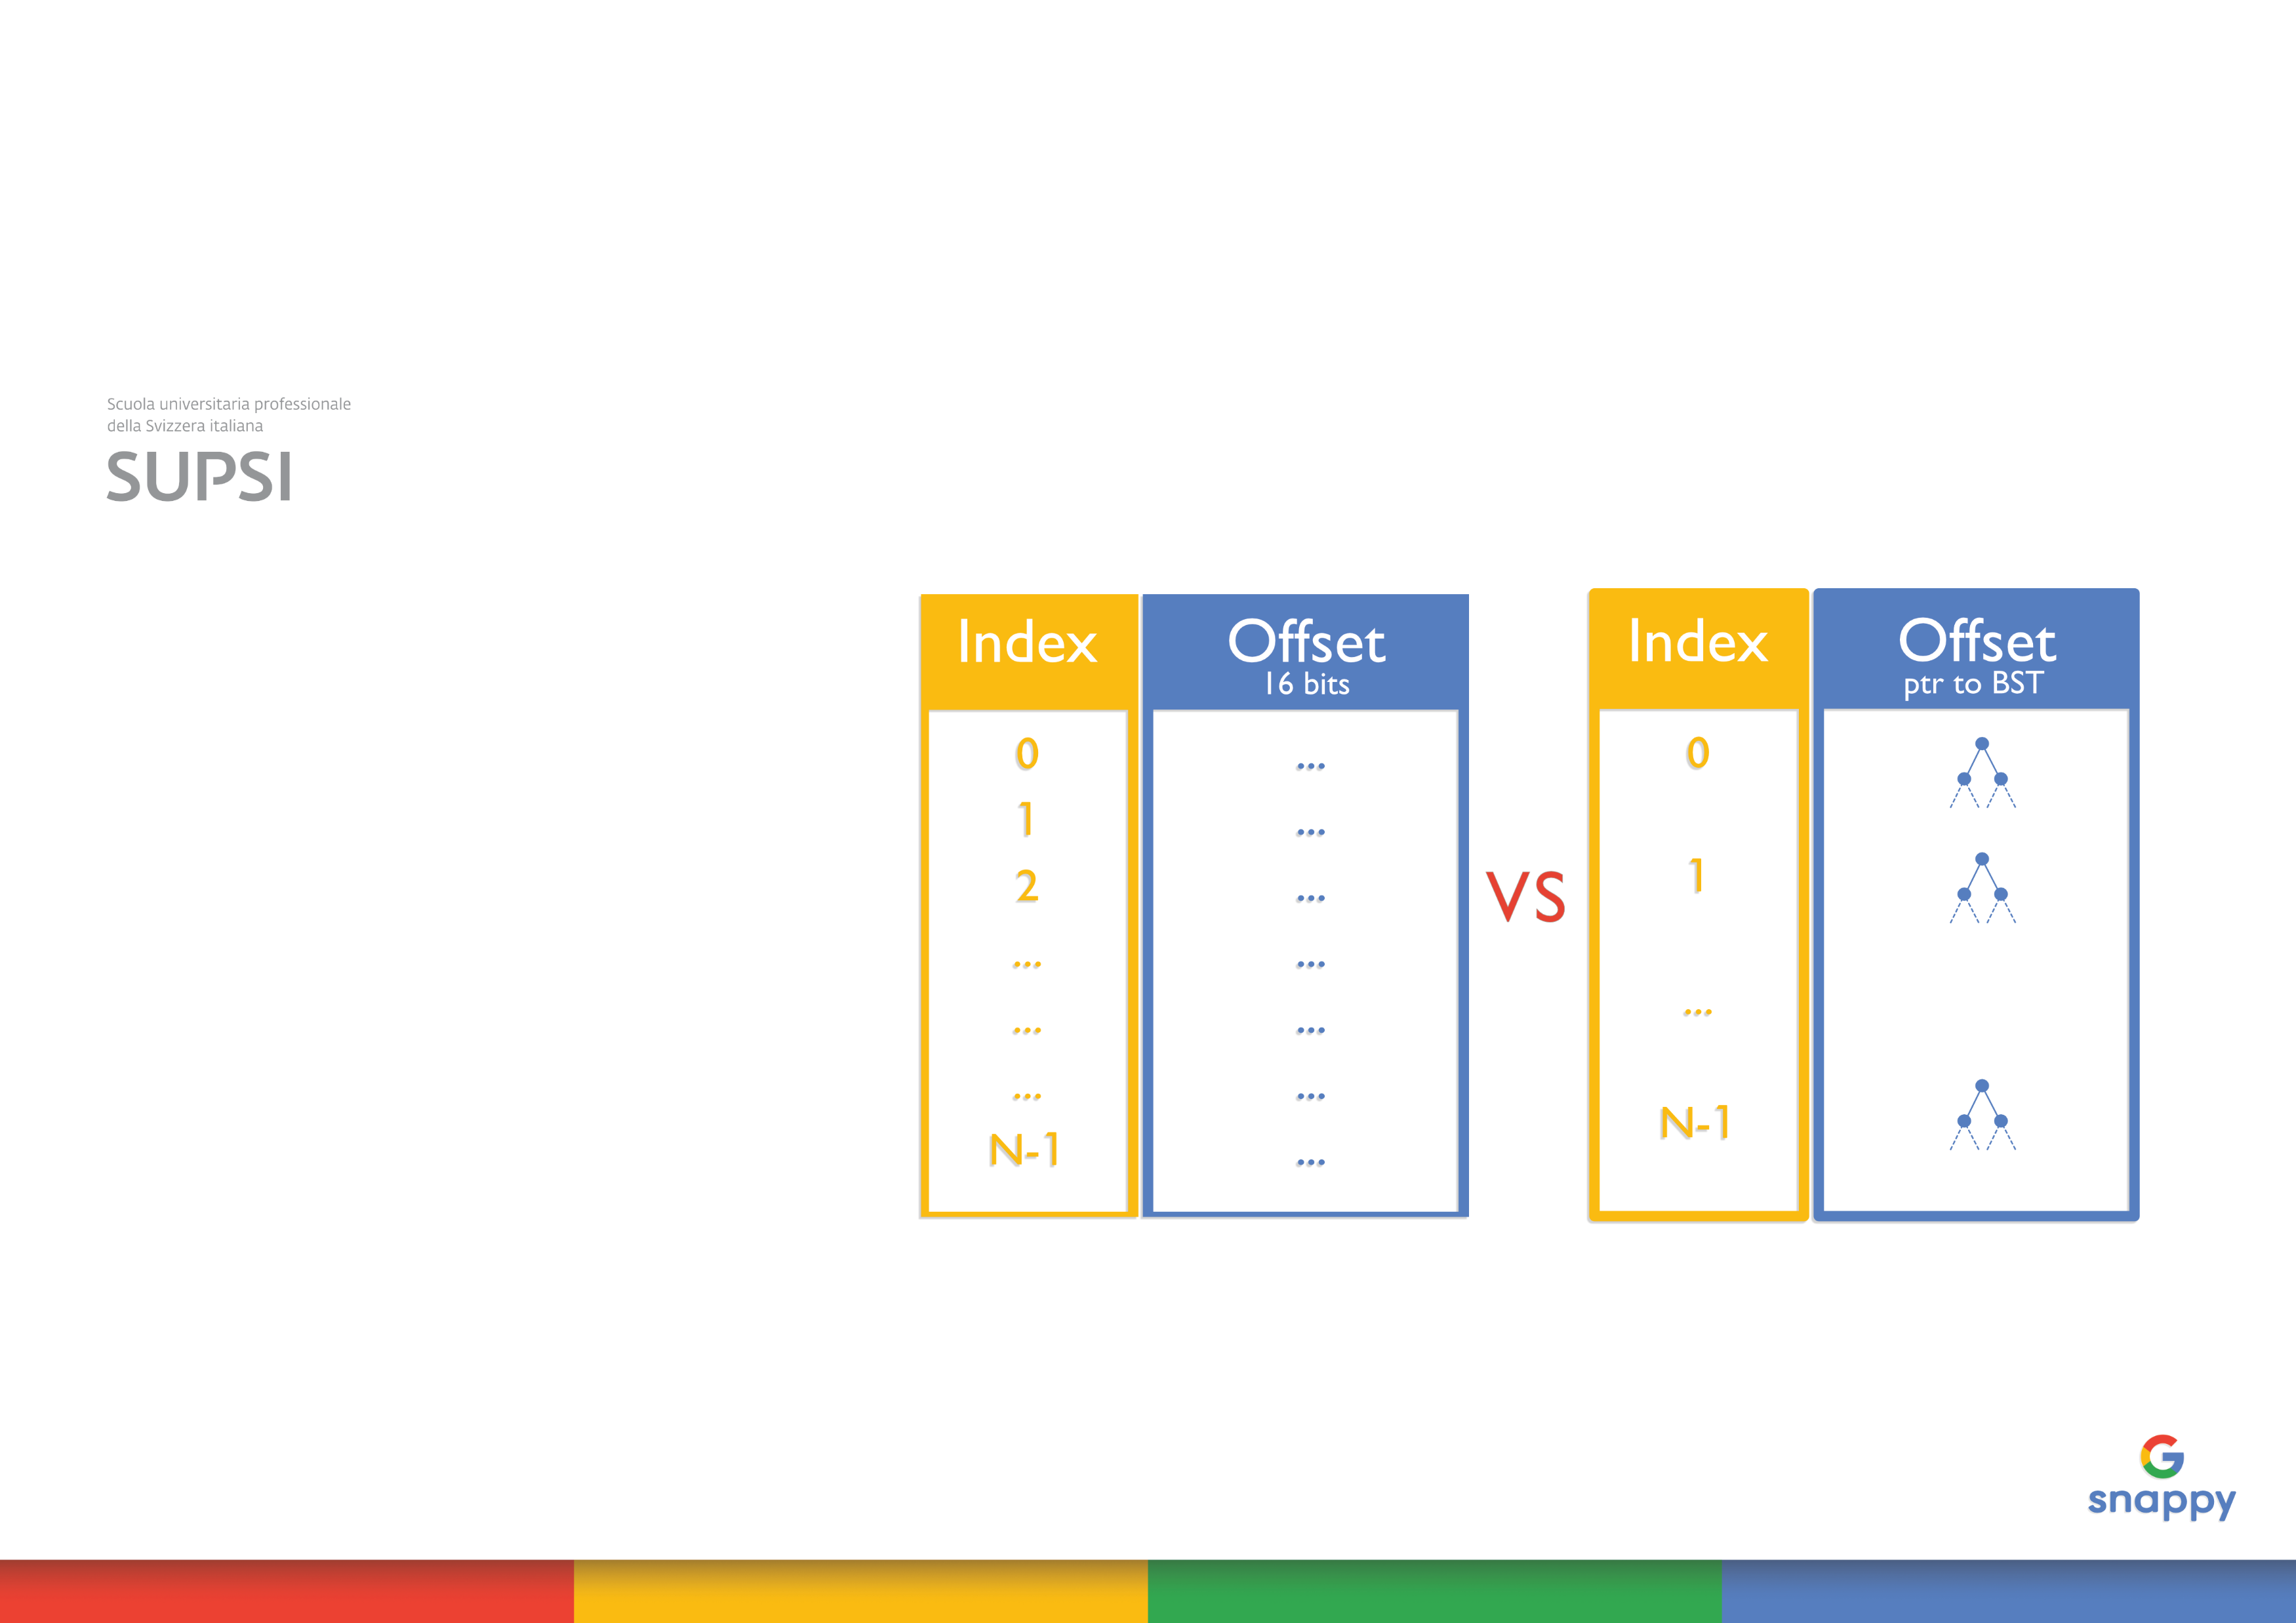 Scuola universitaria professionale
della Svizzera italiana
SUPSI
Index
Offset
16 bits
0
...
1
...
2
...
...
...
...
...
...
...
N-1
...
VS
Index
Offset
ptr to BST
0
1
...
N-1
G
snappy